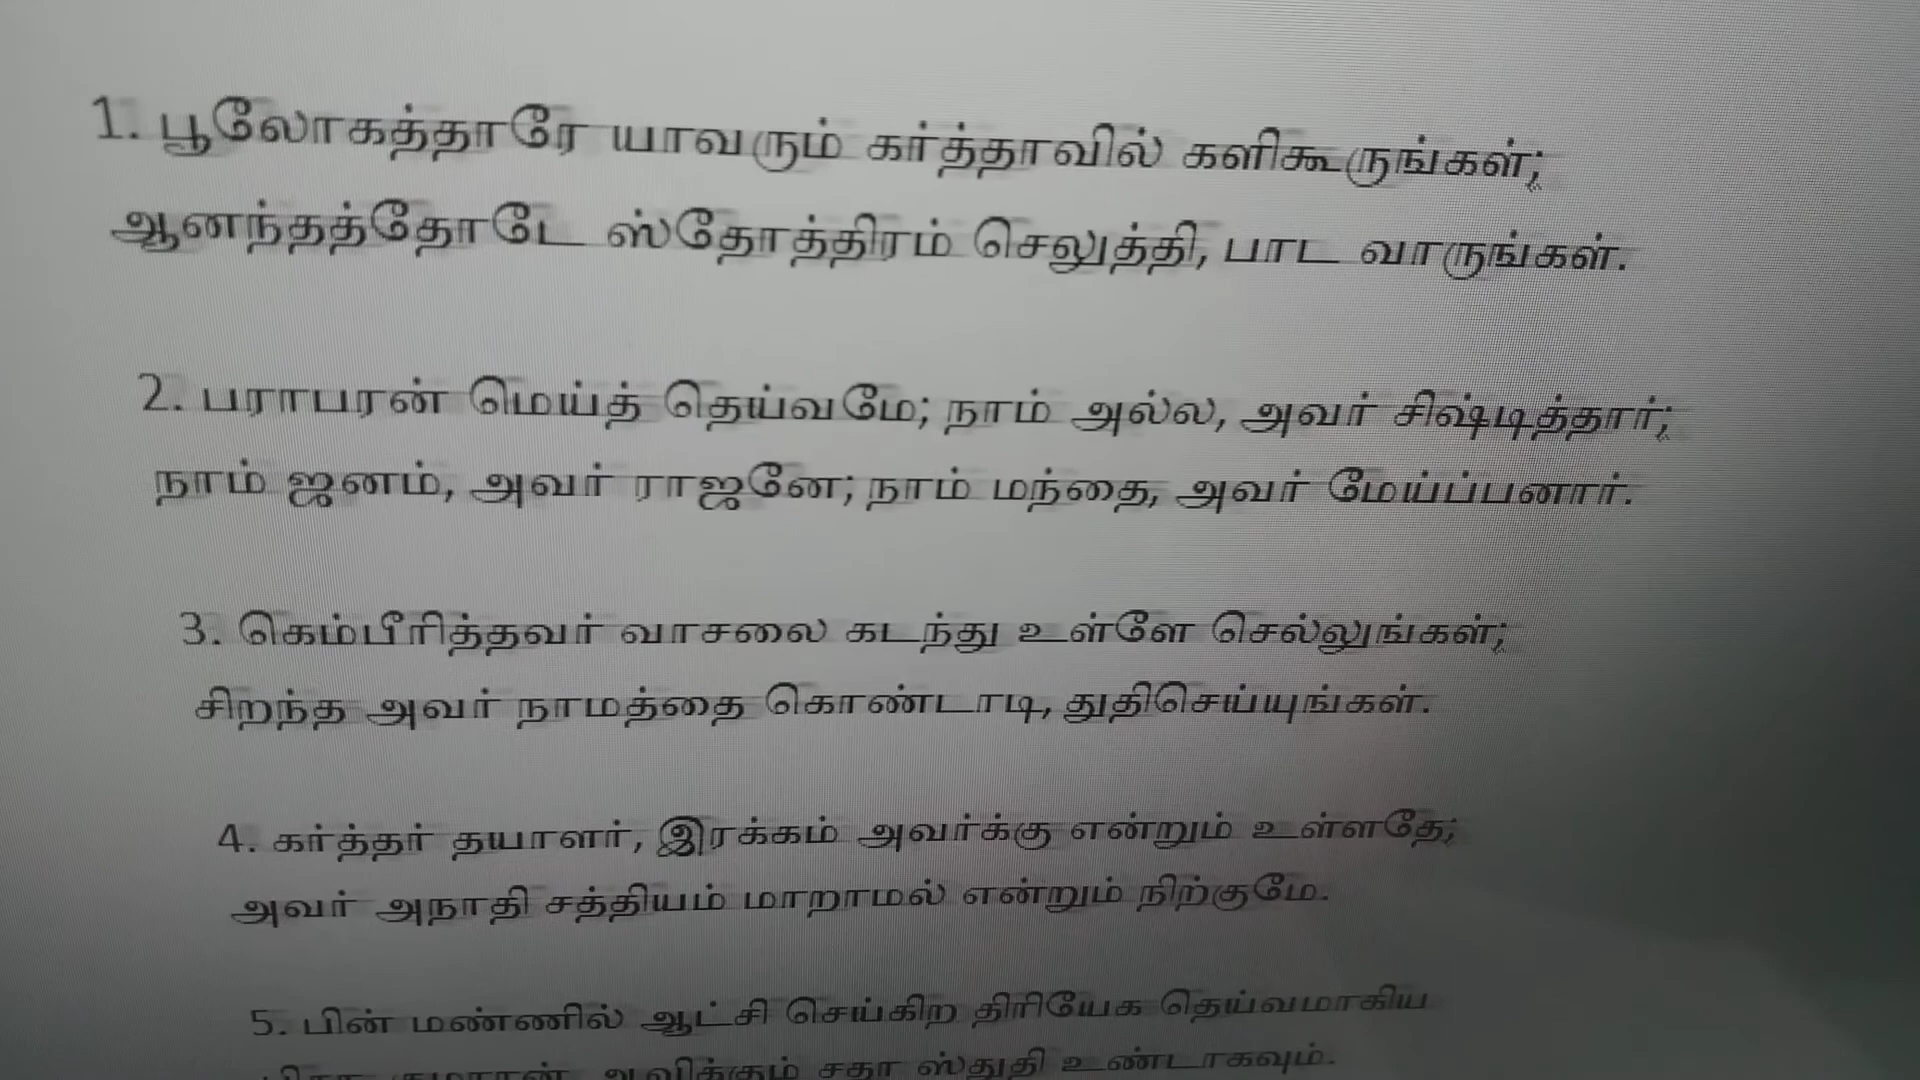 1. பூலோகத்தாரே யாவரும் கர்த்தாவில் களிகூருங்கள்;
ஆனந்தத்தோடே ஸ்தோத்திரம் செலுத்தி, பாட வாருங்கள்.
2. பராபரன் மெய்த் தெய்வமே; நாம் அல்ல, அவர் சிஷ்டித்தார்;
நாம் ஜனம், அவர் ராஜனே; நாம் மந்தை, அவர் மேய்ப்பனார்.
3. கெம்பீரித்தவர் வாசலை கடந்து உள்ளே செல்லுங்கள்;
சிறந்த அவர் நாமத்தை கொண்டாடி, துதிசெய்யுங்கள்.
4. கர்த்தர் தயாளர், இரக்கம் அவர்க்கு என்றும் உள்ளதே;
அவர் அநாதி சத்தியம் மாறாமல் என்றும் நிற்குமே.
5. பின் மண்ணில் ஆட்சி செய்கிற திரியேக தெய்வமாகிய
சதா ஸ்துதி உண்டாகவும்.